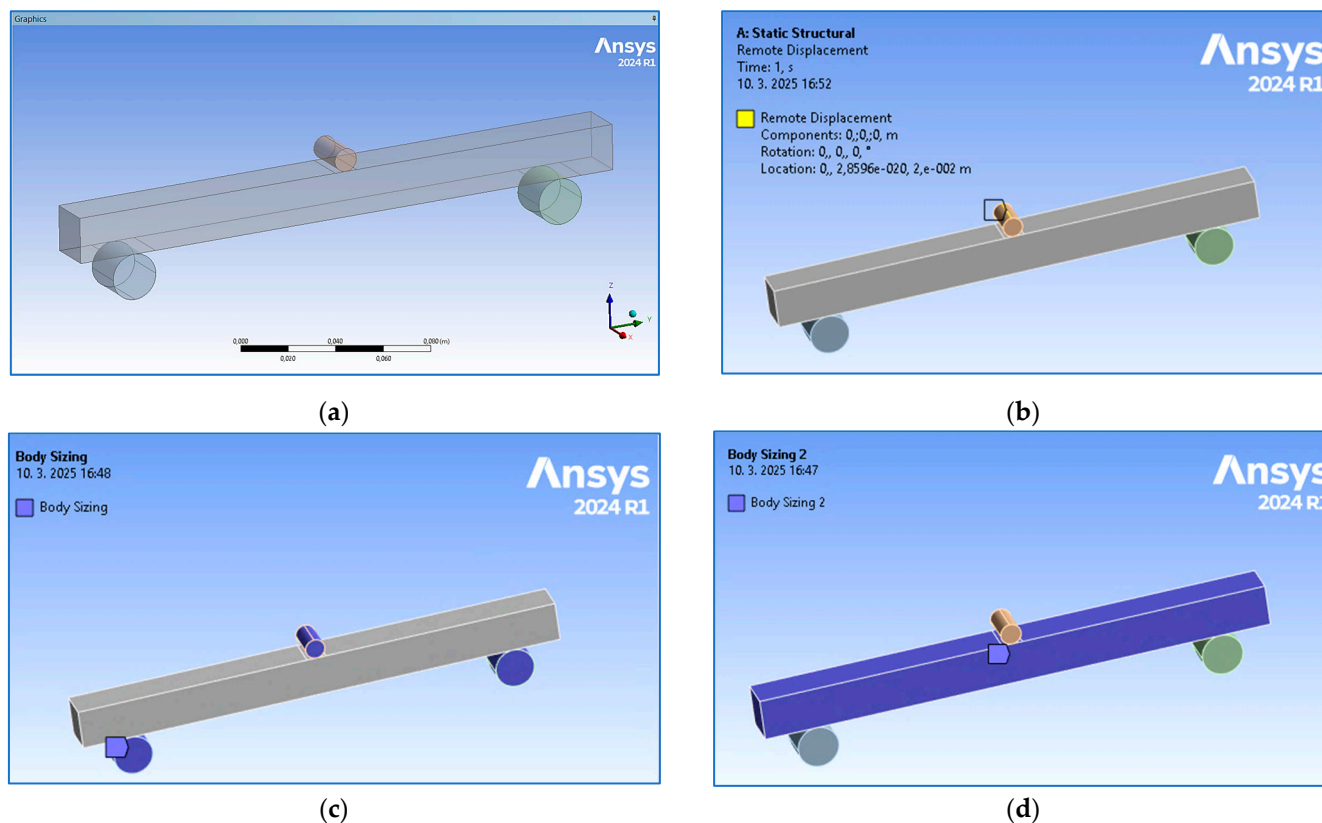 Graphics
Ansys
2024 R1
Z
Y
X
0,000
0,040
0,080 (m)
0,020
0,060
(a)
A: Static Structural
Remote Displacement
Time: 1, s
10. 3. 2025 16:52
Remote Displacement
Components: 0,;0,;0, m
Rotation: 0,, 0,, 0, °
Location: 0,, 2,8596e-020, 2,e-002 m
Ansys
2024 R1
(b)
Body Sizing
10. 3. 2025 16:48
Body Sizing
Ansys
2024 R1
(c)
Body Sizing 2
10. 3. 2025 16:47
Body Sizing 2
Ansys
2024 R1
(d)